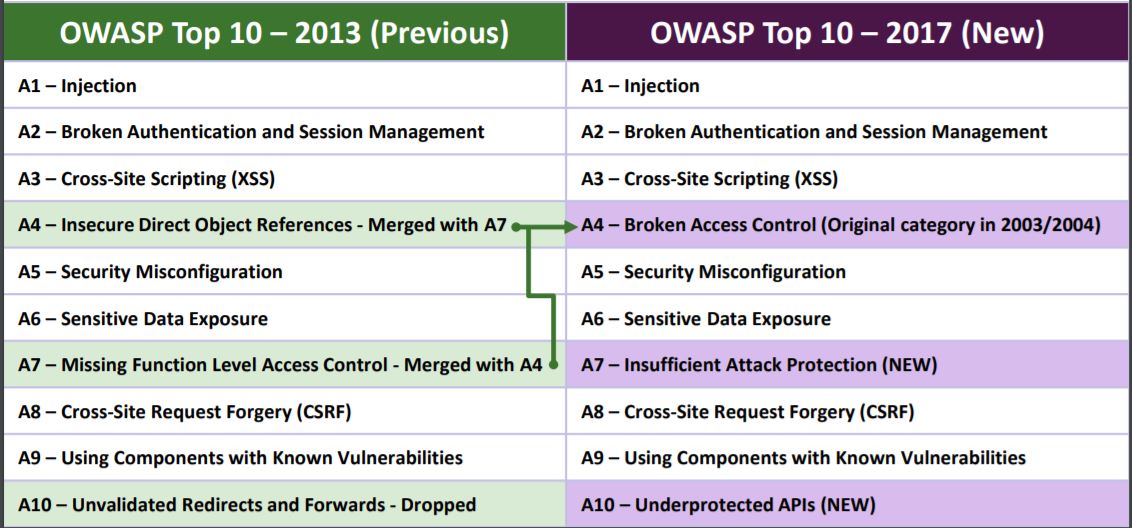 OWASP Top 10 – 2013 (Previous)
OWASP Top 10 – 2017 (New)
A1 – Injection
A1 – Injection
A2 – Broken Authentication and Session Management
A2 – Broken Authentication and Session Management
A3 – Cross-Site Scripting (XSS)
A3 – Cross-Site Scripting (XSS)
A4 – Insecure Direct Object References - Merged with A7
A4 – Broken Access Control (Original category in 2003/2004)
A5 – Security Misconfiguration
A5 – Security Misconfiguration
A6 – Sensitive Data Exposure
A6 – Sensitive Data Exposure
A7 – Missing Function Level Access Control - Merged with A4
A7 – Insufficient Attack Protection (NEW)
A8 – Cross-Site Request Forgery (CSRF)
A8 – Cross-Site Request Forgery (CSRF)
A9 – Using Components with Known Vulnerabilities
A9 – Using Components with Known Vulnerabilities
A10 – Unvalidated Redirects and Forwards - Dropped
A10 – Underprotected APIs (NEW)